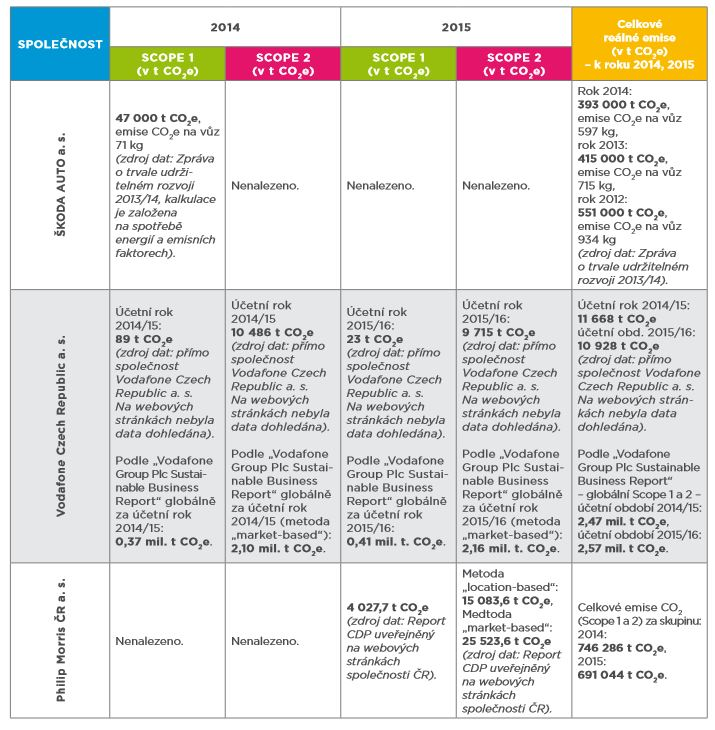 SPOLEČNOST
2014
2015
Celkové
reálné emise
(v t CO₂e)
– k roku 2014, 2015
SCOPE 1
(v t CO₂e)
SCOPE 2
(v t CO₂e)
SCOPE 1
(v t CO₂e)
SCOPE 2
(v t CO₂e)
ŠKODA AUTO a. s.
47 000 t CO₂e,
emise CO₂e na vůz
71 kg
(zdroj dat: Zpráva
o trvale udrži-
telném rozvoji
2013/14, kalkulace
je založena
na spotřebě
energií a emisních
faktorech).
Nenalezeno.
Nenalezeno.
Nenalezeno.
Rok 2014:
393 000 t CO₂e,
emise CO₂e na vůz
597 kg,
rok 2013:
415 000 t CO₂e,
emise CO₂e na vůz
715 kg,
rok 2012:
551 000 t CO₂e,
emise CO₂e na vůz
934 kg
(zdroj dat: Zpráva
o trvale udržitelném
rozvoji 2013/14).
Vodafone Czech Republic a. s.
Účetní rok
2014/15:
89 t CO₂e
(zdroj dat: přímo
společnost
Vodafone Czech
Republic a. s.
Na webových
stránkách nebyla
data dohledána).
Podle „Vodafone
Group Plc Sustai-
nable Business
Report“ globálně
za účetní rok
2014/15:
0,37 mil. t CO₂e.
Účetní rok
2014/15
10 486 t CO₂e
(zdroj dat: přímo
společnost
Vodafone Czech
Republic a. s.
Na webových
stránkách nebyla
data dohledána).
Podle „Vodafone
Group Plc Sustai-
nable Business
Report“ globálně
za účetní rok
2014/15 (metoda
„market-based“):
2,10 mil. t CO₂e.
Účetní rok
2015/16:
23 t CO₂e
(zdroj dat: přímo
společnost
Vodafone Czech
Republic a. s.
Na webových
stránkách nebyla
data dohledána).
Podle „Vodafone
Group Plc Sustai-
nable Business
Report“ globálně
za účetní rok
2015/16:
0,41 mil. t. CO₂e.
Účetní rok
2015/16:
9 715 t CO₂e
(zdroj dat: přímo
společnost
Vodafone Czech
Republic a. s.
Na webových
stránkách nebyla
data dohledána).
Podle „Vodafone
Group Plc Sustai-
nable Business
Report“ globálně
za účetní rok
2015/16 (metoda
„market-based“):
2,16 mil. t. CO₂e.
Účetní rok 2014/15:
11 668 t CO₂e
účetní obd. 2015/16:
10 928 t CO₂e
(zdroj dat: přímo
společnost
Vodafone Czech
Republic a. s.
Na webových strán-
kách nebyla data
dohledána).
Podle „Vodafone
Group Plc Sustainable
Business Report“
– globální Scope 1 a 2 –
účetní období 2014/15:
2,47 mil. t CO₂e,
účetní období 2015/16:
2,57 mil. t CO₂e.
Philip Morris ČR a. s.
Nenalezeno.
Nenalezeno.
4 027,7 t CO₂e
(zdroj dat: Report
CDP uveřejněný
na webových
stránkách
společnosti ČR).
Metoda
„location-based“:
15 083,6 t CO₂e,
Medtoda
„market-based“:
25 523,6 t CO₂e
(zdroj dat: Report
CDP uveřejněný
na webových
stránkách
společnosti ČR).
Celkové emise CO₂
(Scope 1 a 2) za skupinu:
2014:
746 286 t CO₂e,
2015:
691 044 t CO₂e.